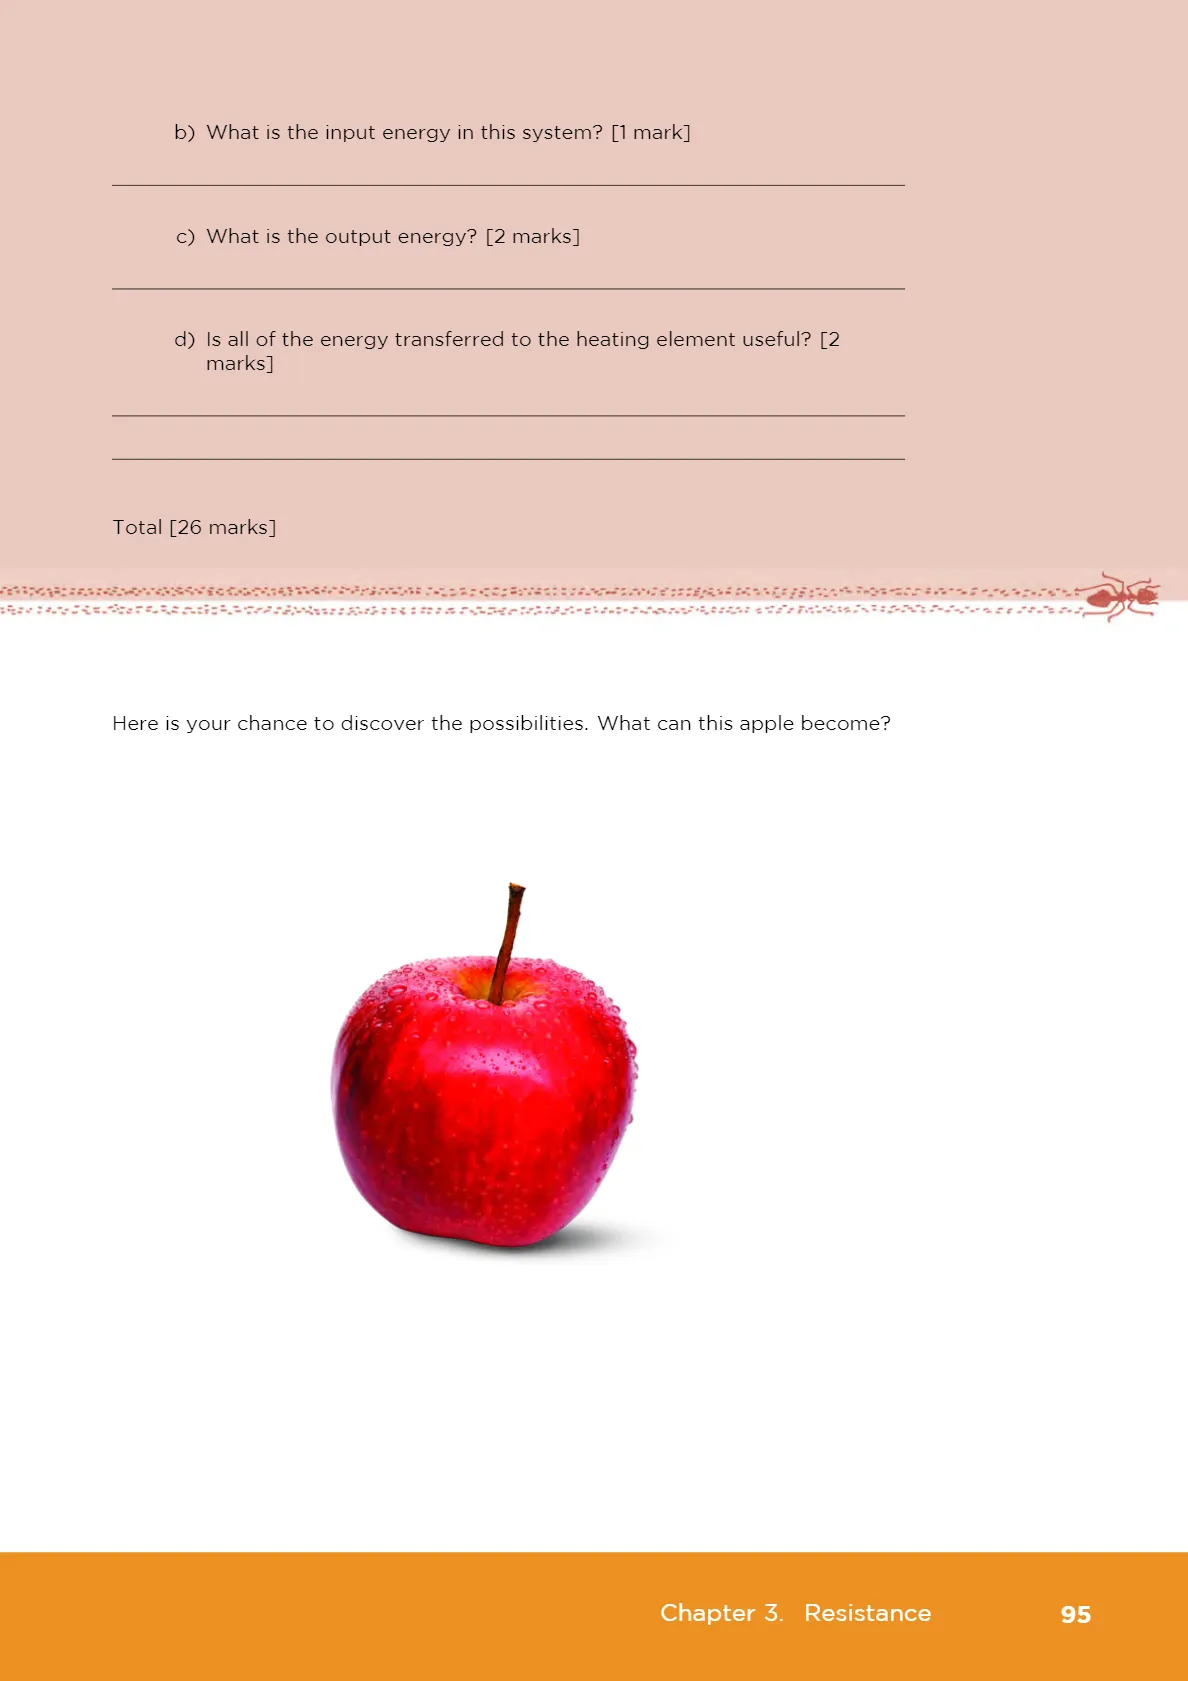 b) What is the input energy in this system? [1 mark]
c) What is the output energy? [2 marks]
d) Is all of the energy transferred to the heating element useful? [2
marks]
Total [26 marks]
Here is your chance to discover the possibilities. What can this apple become?
Chapter 3. Resistance 95